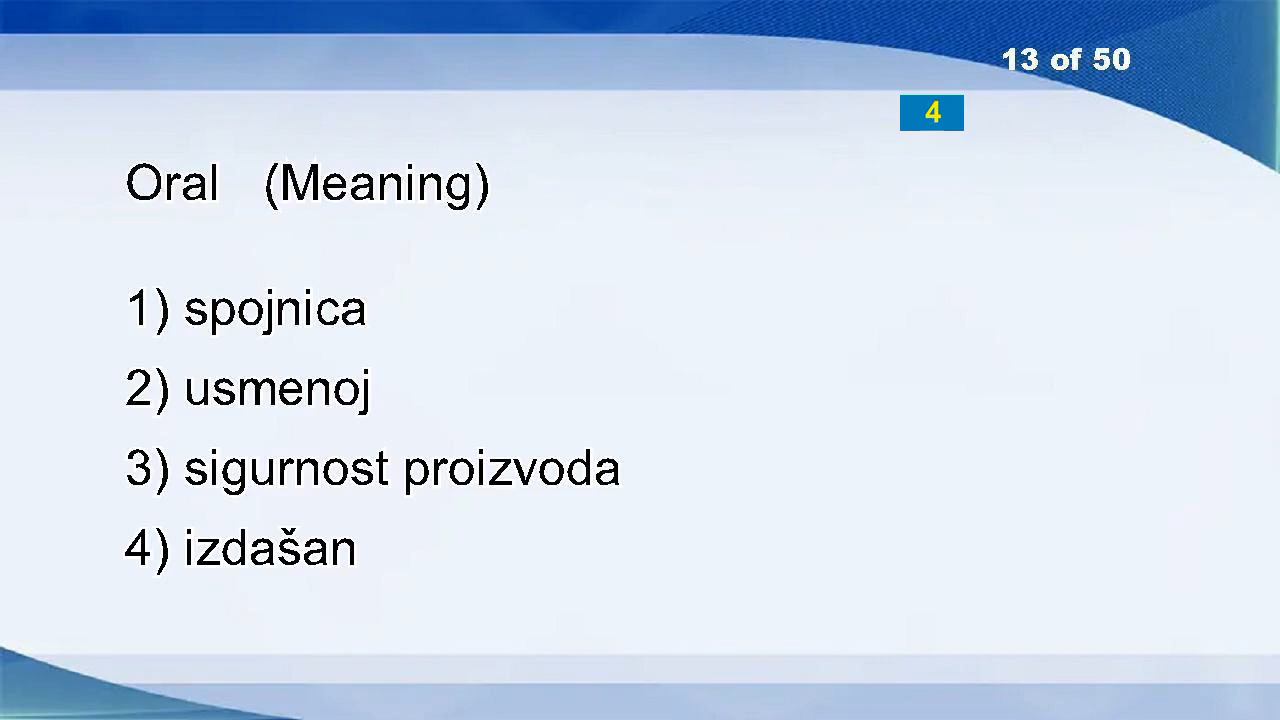 13 of 50
4
Oral (Meaning)
1) spojnica
2) usmenoj
3) sigurnost proizvoda
4) izdašan